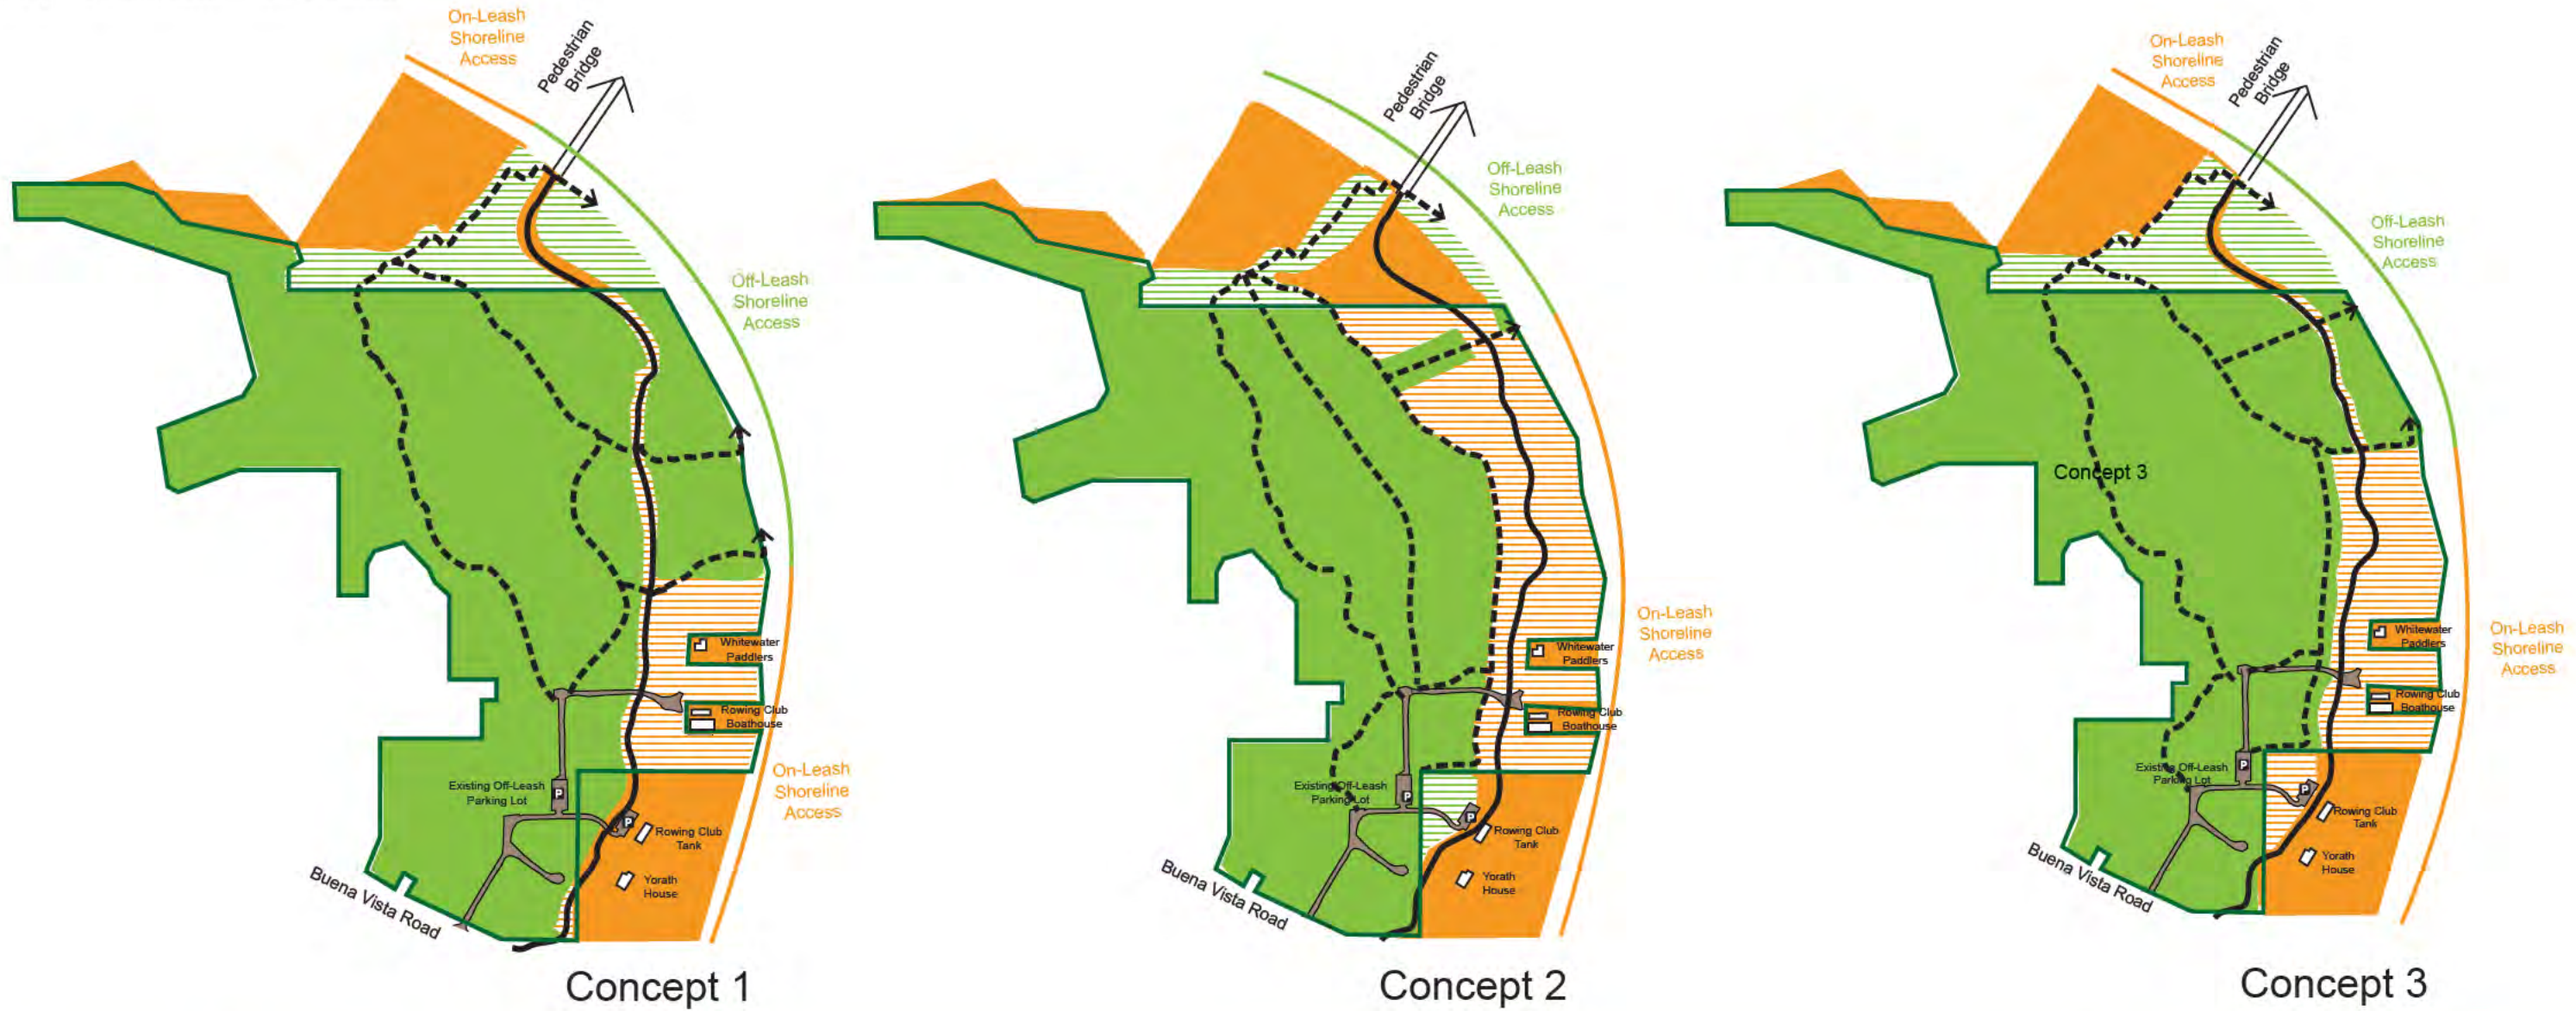 On-Leash
Shoreline
Access
Pedestrian
Bridge
Off-Leash
Shoreline
Access
Whitewater
Paddlers
Rowing Club
Boathouse
On-Leash
Shoreline
Access
Existing Off-Leash
Parking Lot
P
P
Rowing Club
Tank
Yorath
House
Buena Vista Road
Concept 1
Pedestrian
Bridge
Off-Leash
Shoreline
Access
On-Leash
Shoreline
Access
Whitewater
Paddlers
Rowing Club
Boathouse
Existing Off-Leash
Parking Lot
P
P
Rowing Club
Tank
Yorath
House
Buena Vista Road
Concept 2
On-Leash
Shoreline
Access
Pedestrian
Bridge
Off-Leash
Shoreline
Access
Concept 3
On-Leash
Shoreline
Access
Whitewater
Paddlers
Rowing Club
Boathouse
Existing Off-Leash
Parking Lot
P
P
Rowing Club
Tank
Yorath
House
Buena Vista Road
Concept 3